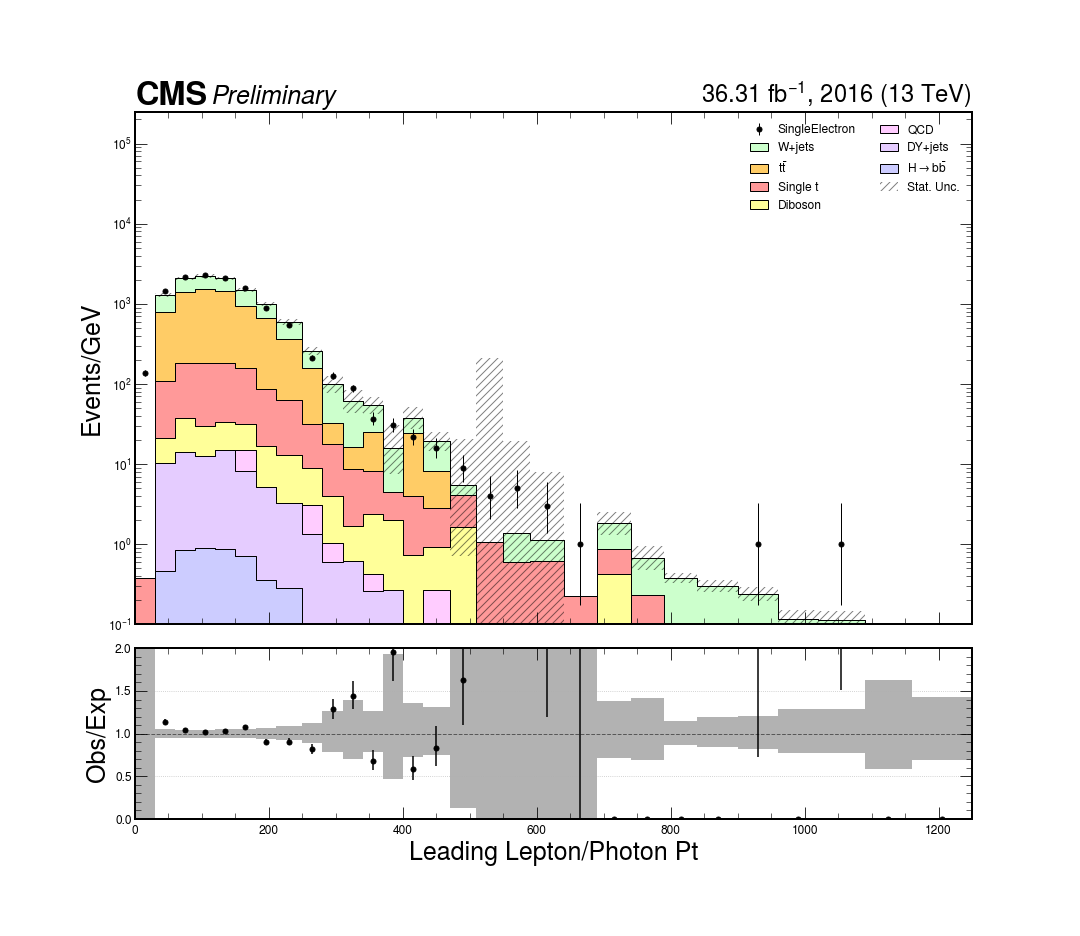 CMS Preliminary 36.31 fb⁻¹, 2016 (13 TeV)
SingleElectron QCD
W+jets DY+jets
tt̄ H→bb̄
Single t Stat. Unc.
Diboson
Events/GeV
10⁵
10⁴
10³
10²
10¹
10⁰
10⁻¹
Obs/Exp
2.0
1.5
1.0
0.5
0.0
0 200 400 600 800 1000 1200
Leading Lepton/Photon Pt